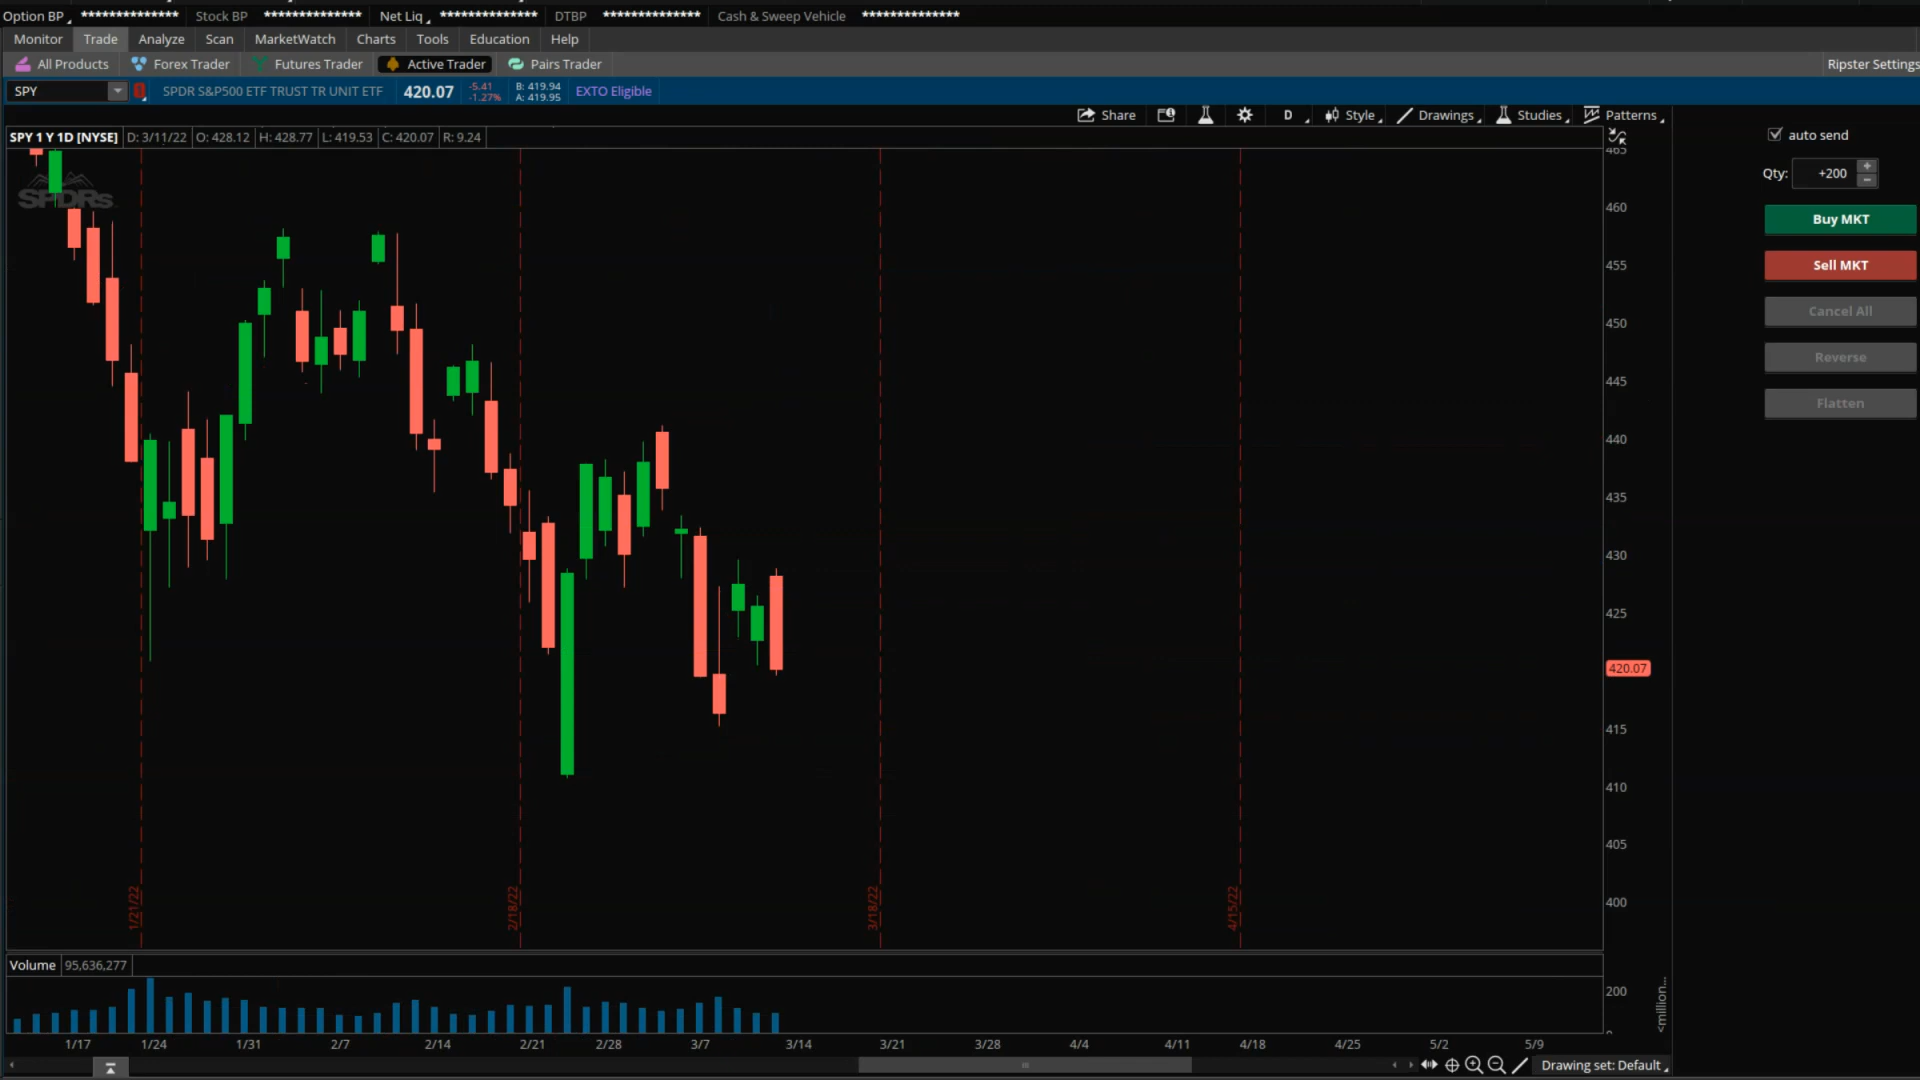 Option BP ************** Stock BP ************** Net Liq ************** DTBP ************** Cash & Sweep Vehicle **************
Monitor Trade Analyze Scan MarketWatch Charts Tools Education Help
All Products Forex Trader Futures Trader Active Trader Pairs Trader Ripster Settings
SPY SPDR S&P500 ETF TRUST TR UNIT ETF 420.07 -5.41 -1.27% B: 419.94 A: 419.95 EXTO Eligible
Share D Style Drawings Studies Patterns
SPY 1 Y 1D [NYSE] D: 3/11/22 O: 428.12 H: 428.77 L: 419.53 C: 420.07 R: 9.24
auto send
Qty: +200
Buy MKT
Sell MKT
Cancel All
Reverse
Flatten
SPDRs
465
460
455
450
445
440
435
430
425
420.07
415
410
405
400
1/21/22
2/18/22
3/18/22
4/15/22
Volume 95,636,277
200
<million...
1/17 1/24 1/31 2/7 2/14 2/21 2/28 3/7 3/14 3/21 3/28 4/4 4/11 4/18 4/25 5/2 5/9
Drawing set: Default